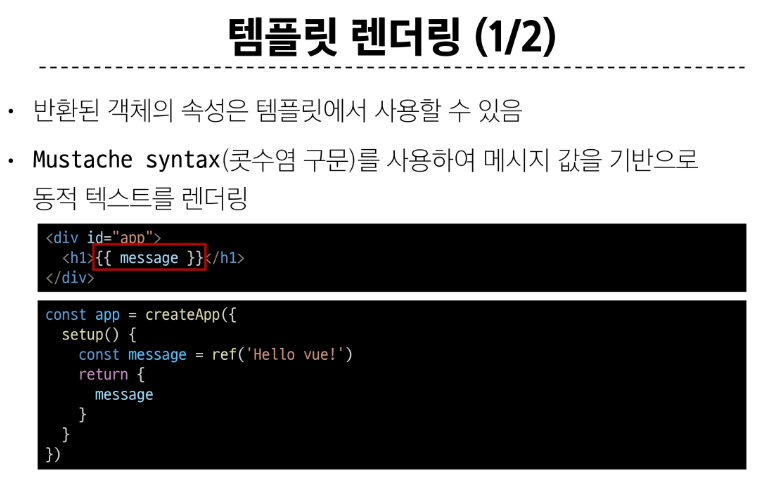 템플릿 렌더링 (1/2)
• 반환된 객체의 속성은 템플릿에서 사용할 수 있음
• Mustache syntax(콧수염 구문)를 사용하여 메시지 값을 기반으로
동적 텍스트를 렌더링
<div id="app">
  <h1>{{ message }}</h1>
</div>
const app = createApp({
  setup() {
    const message = ref('Hello vue!')
    return {
      message
    }
  }
})